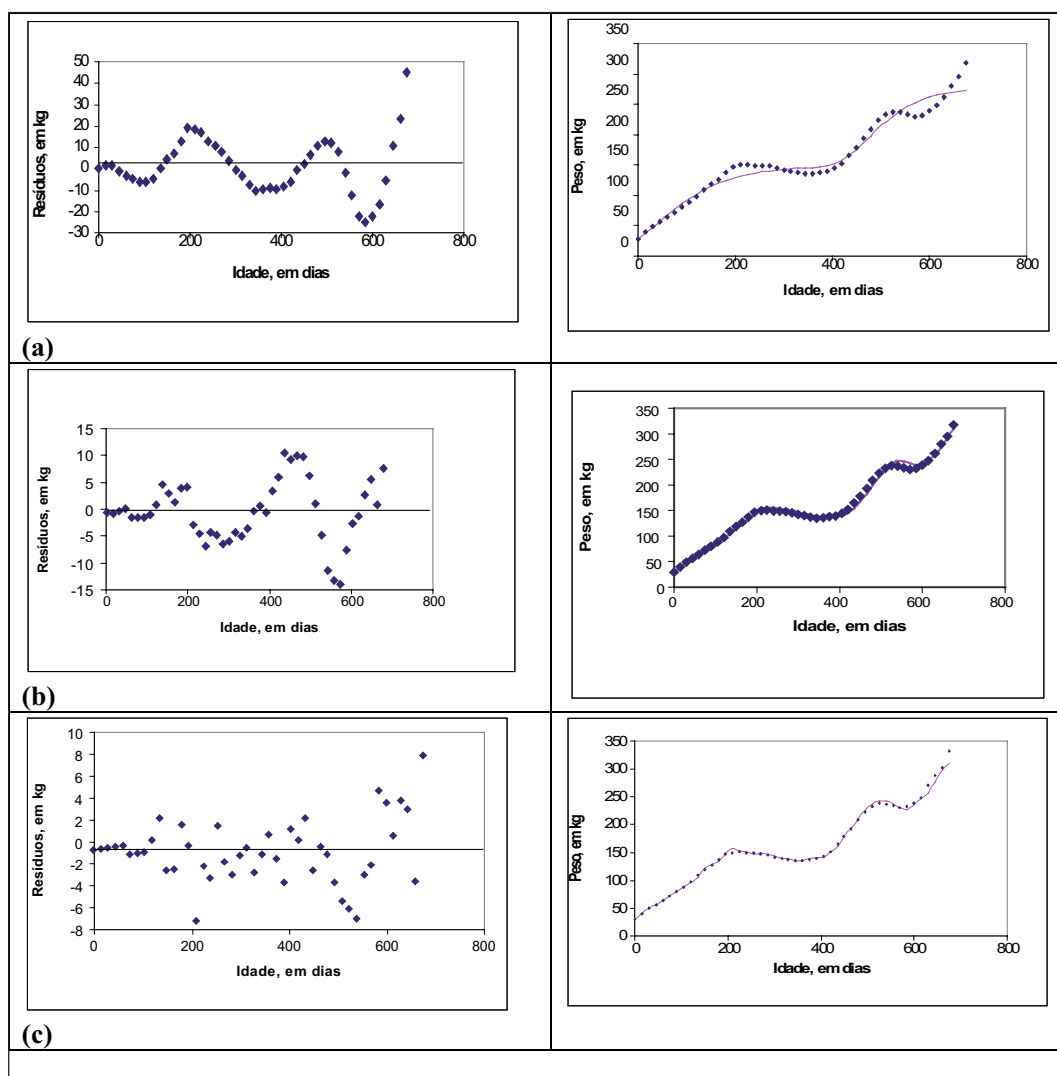 50
40
30
20
10
0
-10
-20
-30
0 200 400 600 800
Resíduos, em kg
Idade, em dias
350
300
250
200
150
100
50
0
0 200 400 600 800
Peso, em kg
Idade, em dias
(a)
15
10
5
0
-5
-10
-15
0 200 400 600 800
Resíduos, em kg
Idade, em dias
350
300
250
200
150
100
50
0
0 200 400 600 800
Peso, em kg
Idade, em dias
(b)
10
8
6
4
2
0
-2
-4
-6
-8
0 200 400 600 800
Resíduos, em kg
Idade, em dias
350
300
250
200
150
100
50
0
0 200 400 600 800
Peso, em kg
Idade, em dias
(c)